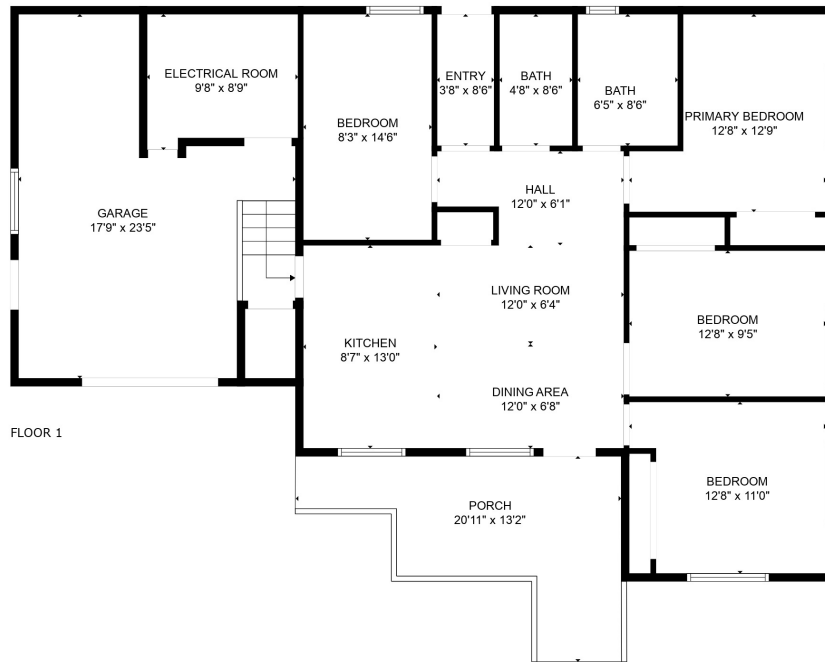 ELECTRICAL ROOM
9'8" x 8'9"
BEDROOM
8'3" x 14'6"
ENTRY
3'8" x 8'6"
BATH
4'8" x 8'6"
BATH
6'5" x 8'6"
PRIMARY BEDROOM
12'8" x 12'9"
GARAGE
17'9" x 23'5"
HALL
12'0" x 6'1"
LIVING ROOM
12'0" x 6'4"
KITCHEN
8'7" x 13'0"
BEDROOM
12'8" x 9'5"
DINING AREA
12'0" x 6'8"
FLOOR 1
PORCH
20'11" x 13'2"
BEDROOM
12'8" x 11'0"